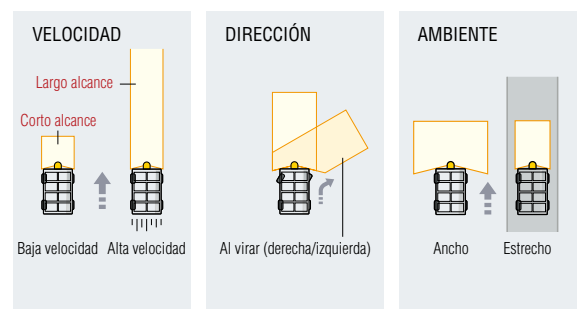 VELOCIDAD
Largo alcance
Corto alcance
Baja velocidad
Alta velocidad
DIRECCIÓN
Al virar (derecha/izquierda)
AMBIENTE
Ancho
Estrecho